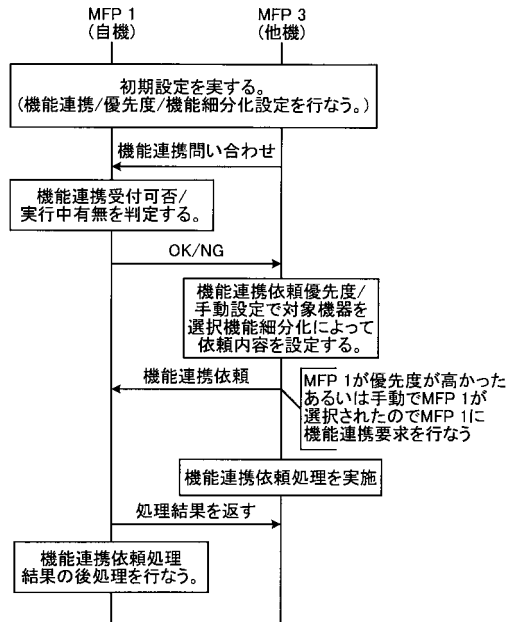 MFP 1
(自機)
MFP 3
(他機)
初期設定を実する。
(機能連携/優先度/機能細分化設定を行なう。)
機能連携問い合わせ
機能連携受付可否/
実行中有無を判定する。
OK/NG
機能連携依頼優先度/
手動設定で対象機器を
選択機能細分化によって
依頼内容を設定する。
機能連携依頼
MFP 1が優先度が高かった
あるいは手動でMFP 1が
選択されたのでMFP 1に
機能連携要求を行なう
機能連携依頼処理を実施
処理結果を返す
機能連携依頼処理
結果の後処理を行なう。